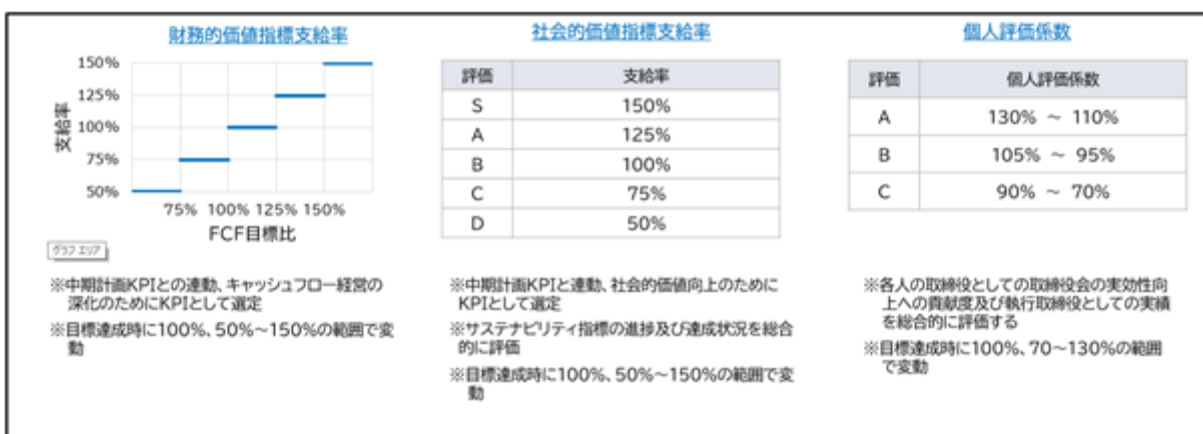 財務的価値指標支給率
150%
125%
100%
75%
50%
支給率
75% 100% 125% 150%
FCF目標比
グラフ エリア
※中期計画KPIとの連動、キャッシュフロー経営の
深化のためにKPIとして選定
※目標達成時に100%、50%～150%の範囲で変
動
社会的価値指標支給率
評価 支給率
S 150%
A 125%
B 100%
C 75%
D 50%
※中期計画KPIと連動、社会的価値向上のために
KPIとして選定
※サステナビリティ指標の進捗及び達成状況を総合
的に評価
※目標達成時に100%、50%～150%の範囲で変
動
個人評価係数
評価 個人評価係数
A 130% ～ 110%
B 105% ～ 95%
C 90% ～ 70%
※各人の取締役としての取締役会の実効性向
上への貢献度及び執行取締役としての実績
を総合的に評価する
※目標達成時に100%、70～130%の範囲
で変動